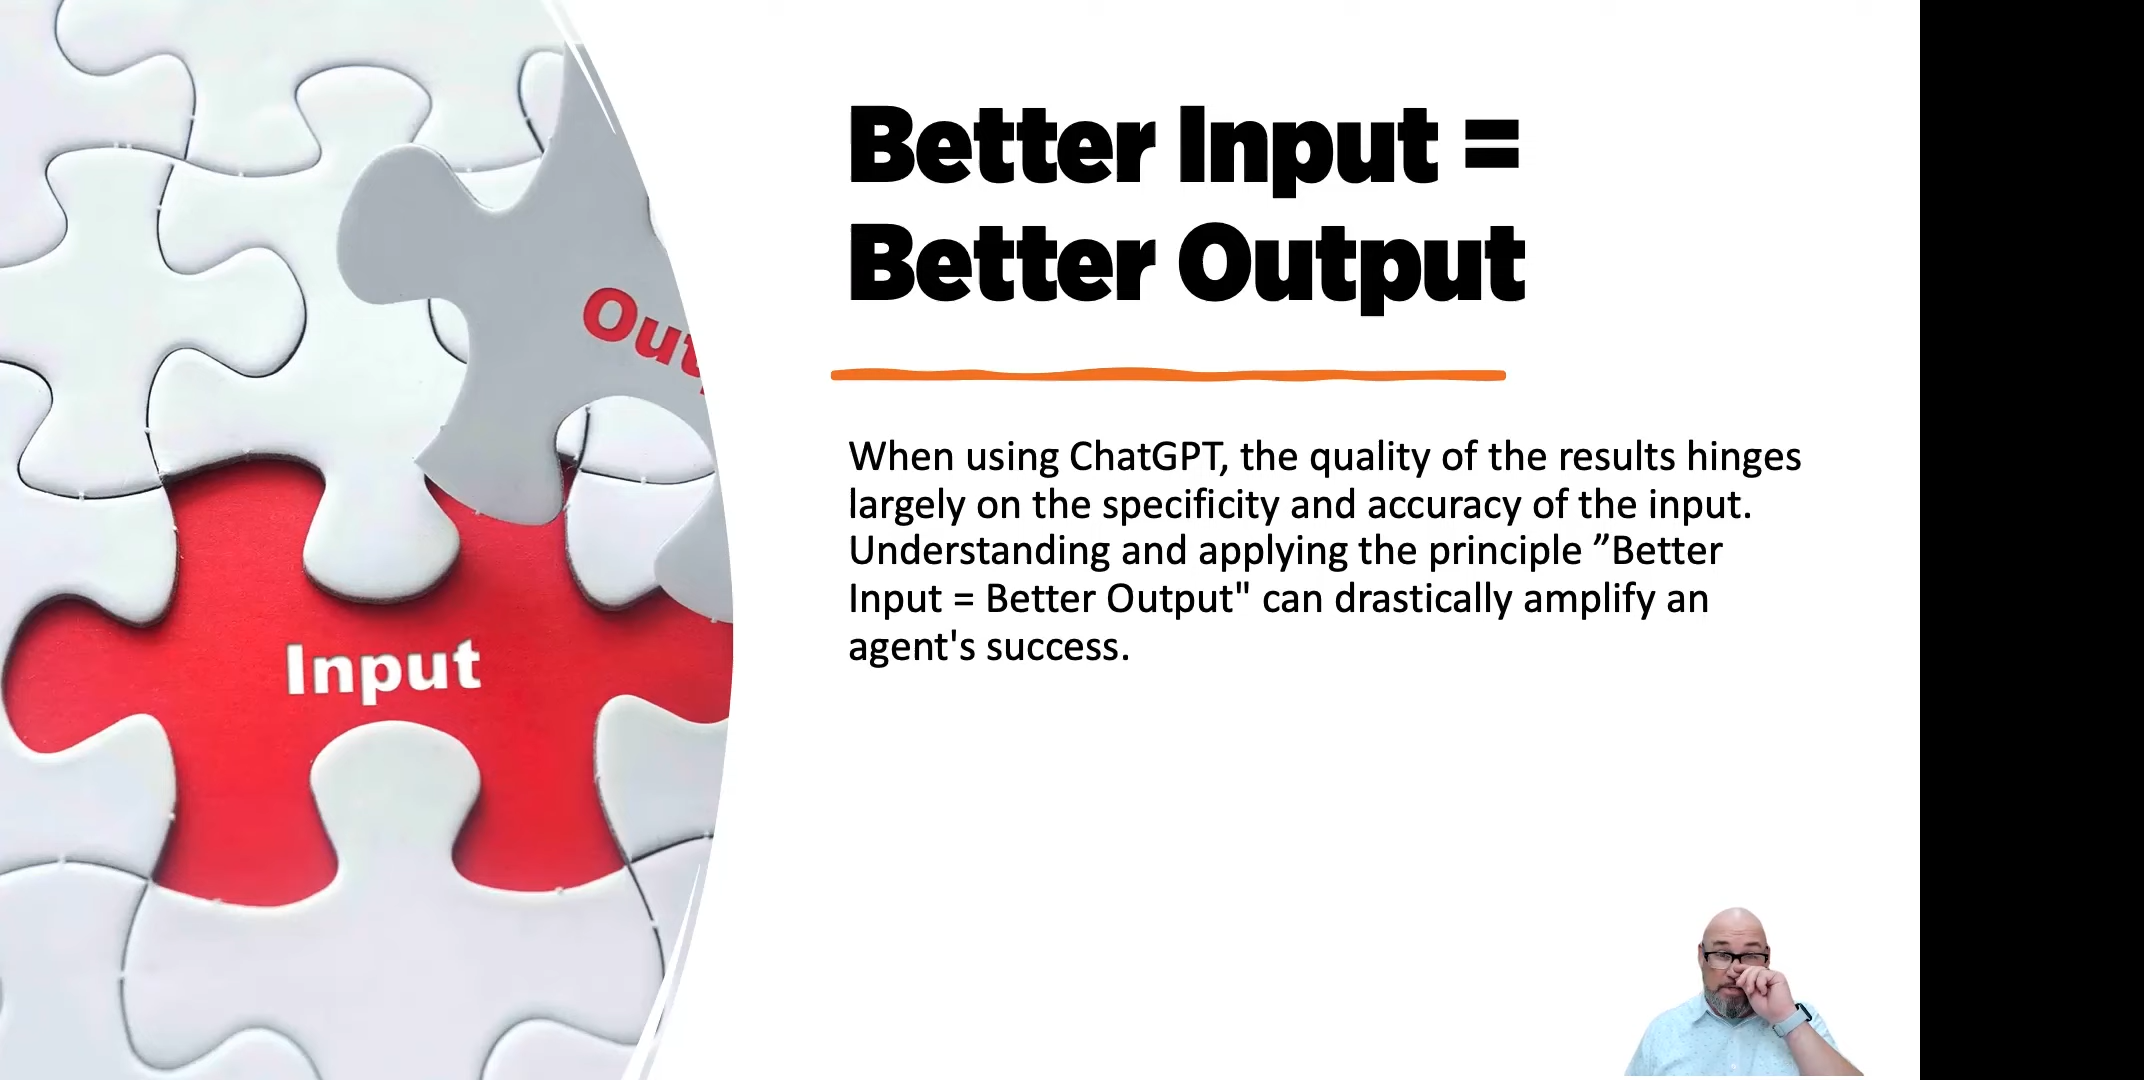 Better Input =
Better Output
Out
When using ChatGPT, the quality of the results hinges
largely on the specificity and accuracy of the input.
Understanding and applying the principle ”Better
Input = Better Output" can drastically amplify an
agent's success.
Input